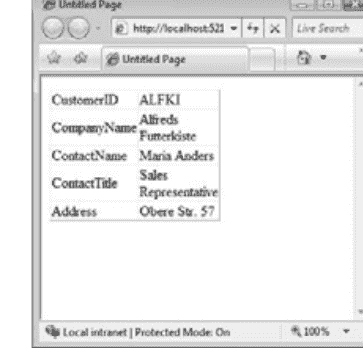 Untitled Page
http://localhost:521
Live Search
Untitled Page
CustomerID ALFKI
CompanyName Alfreds
Futterkiste
ContactName Maria Anders
ContactTitle Sales
Representative
Address Obere Str. 57
Local intranet | Protected Mode: On
100%